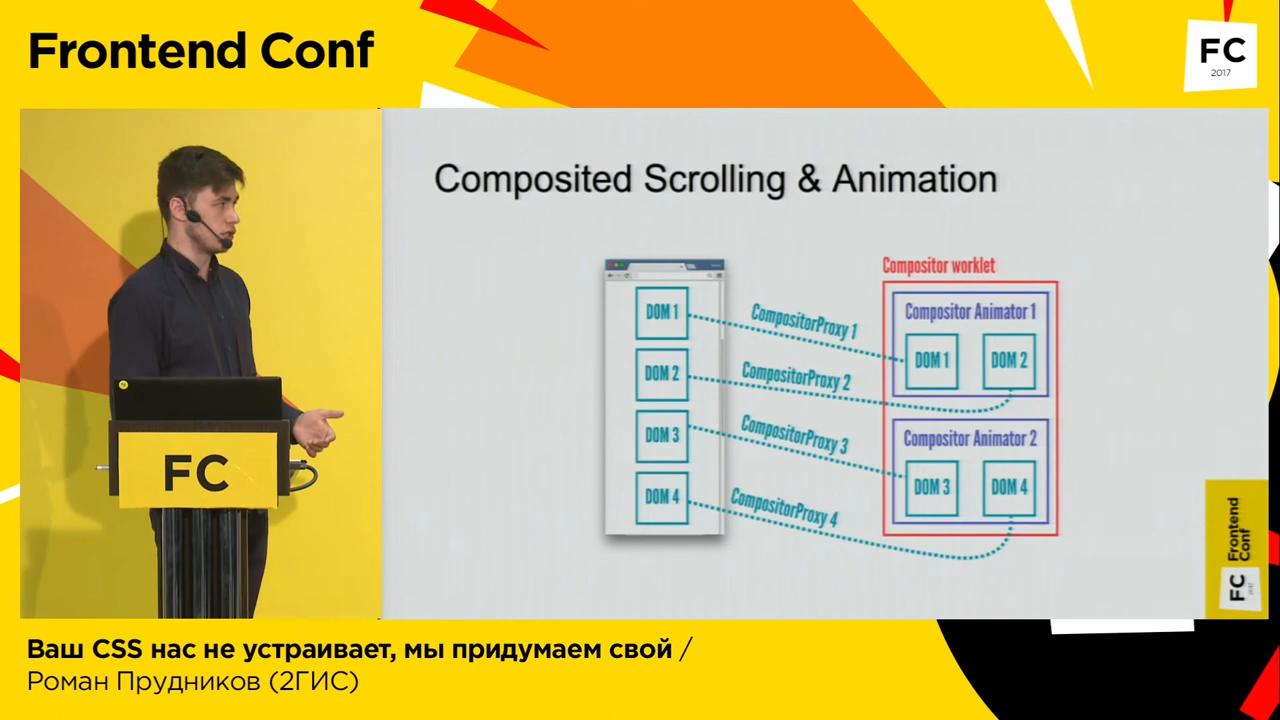 Frontend Conf
FC
2017
Composited Scrolling & Animation
Compositor worklet
DOM 1
DOM 2
DOM 3
DOM 4
CompositorProxy 1
CompositorProxy 2
CompositorProxy 3
CompositorProxy 4
Compositor Animator 1
DOM 1
DOM 2
Compositor Animator 2
DOM 3
DOM 4
FC
Frontend
Conf
FC
2017
Ваш CSS нас не устраивает, мы придумаем свой /
Роман Прудников (2ГИС)